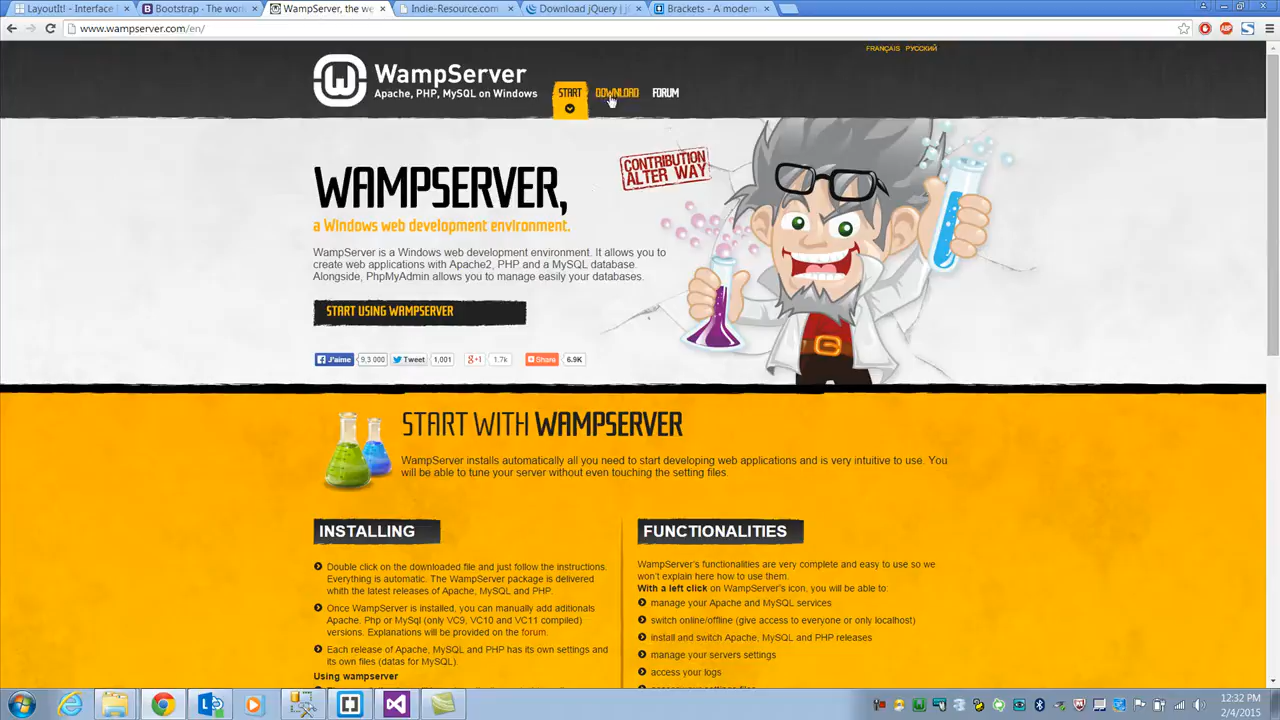 LayoutIt! - Interface
Bootstrap - The worl
WampServer, the we
Indie-Resource.com
Download jQuery | jC
Brackets - A modern,
www.wampserver.com/en/
FRANÇAIS РУССКИЙ
WampServer
Apache, PHP, MySQL on Windows
START
DOWNLOAD
FORUM
CONTRIBUTION
ALTER WAY
WAMPSERVER,
a Windows web development environment.
WampServer is a Windows web development environment. It allows you to
create web applications with Apache2, PHP and a MySQL database.
Alongside, PhpMyAdmin allows you to manage easily your databases.
START USING WAMPSERVER
J'aime 9,3 000 Tweet 1,001 g+1 1.7k Share 6.9K
START WITH WAMPSERVER
WampServer installs automatically all you need to start developing web applications and is very intuitive to use. You
will be able to tune your server without even touching the setting files.
INSTALLING
Double click on the downloaded file and just follow the instructions.
Everything is automatic. The WampServer package is delivered
whith the latest releases of Apache, MySQL and PHP.
Once WampServer is installed, you can manually add aditionals
Apache, Php or MySql (only VC9, VC10 and VC11 compiled)
versions. Explanations will be provided on the forum.
Each release of Apache, MySQL and PHP has its own settings and
its own files (datas for MySQL).
Using wampserver
FUNCTIONALITIES
WampServer's functionalities are very complete and easy to use so we
won't explain here how to use them.
With a left click on WampServer's icon, you will be able to:
manage your Apache and MySQL services
switch online/offline (give access to everyone or only localhost)
install and switch Apache, MySQL and PHP releases
manage your servers settings
access your logs
12:32 PM
2/4/2015